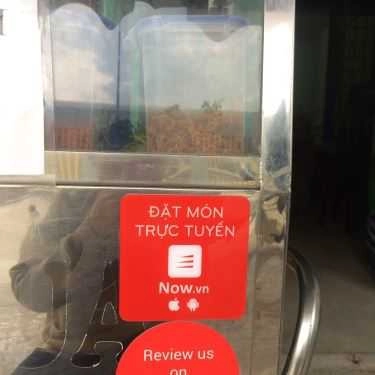 ĐẶT MÓN
TRỰC TUYẾN
Now.vn
Review us
on